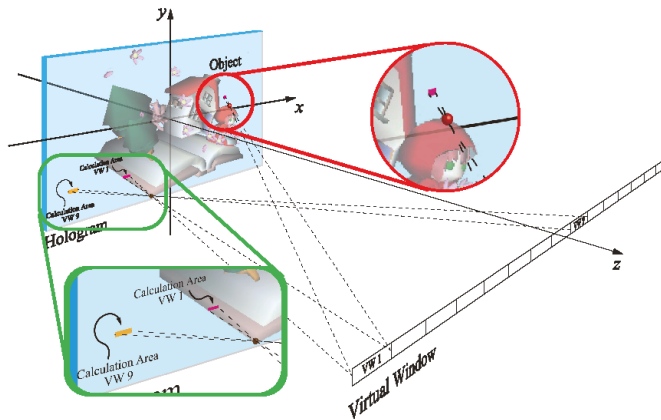 y
Object
x
Calculation Area
VW 1
Calculation Area
VW 9
Hologram
VW 9
z
Calculation Area
VW 1
Calculation Area
VW 9
VW 1
Virtual Window